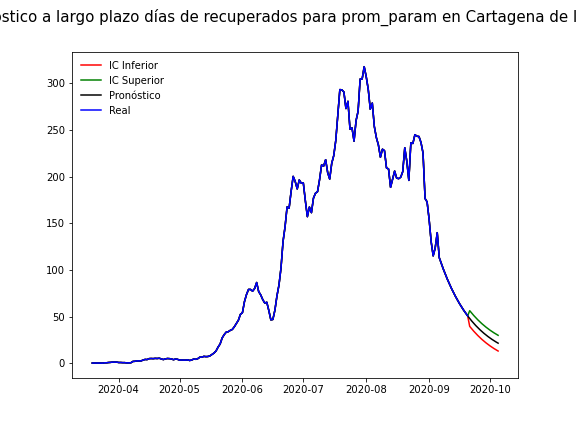 óstico a largo plazo días de recuperados para prom_param en Cartagena de
IC Inferior
IC Superior
Pronóstico
Real
300
250
200
150
100
50
0
2020-04 2020-05 2020-06 2020-07 2020-08 2020-09 2020-10